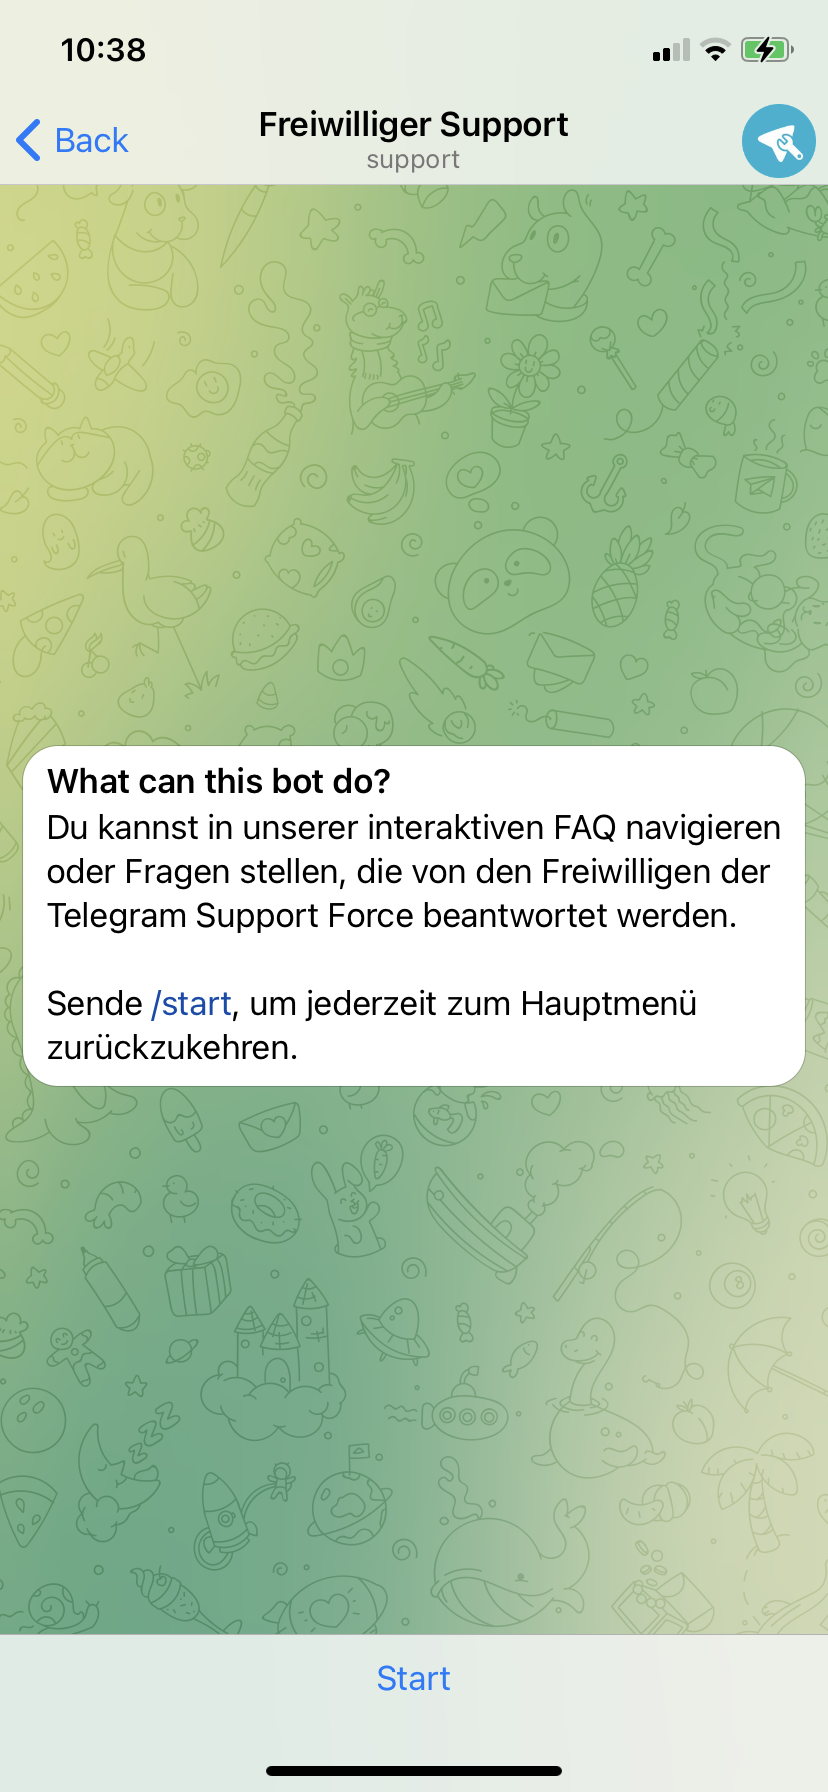 10:38
Back
Freiwilliger Support
support
What can this bot do?
Du kannst in unserer interaktiven FAQ navigieren
oder Fragen stellen, die von den Freiwilligen der
Telegram Support Force beantwortet werden.
Sende /start, um jederzeit zum Hauptmenü
zurückzukehren.
Start